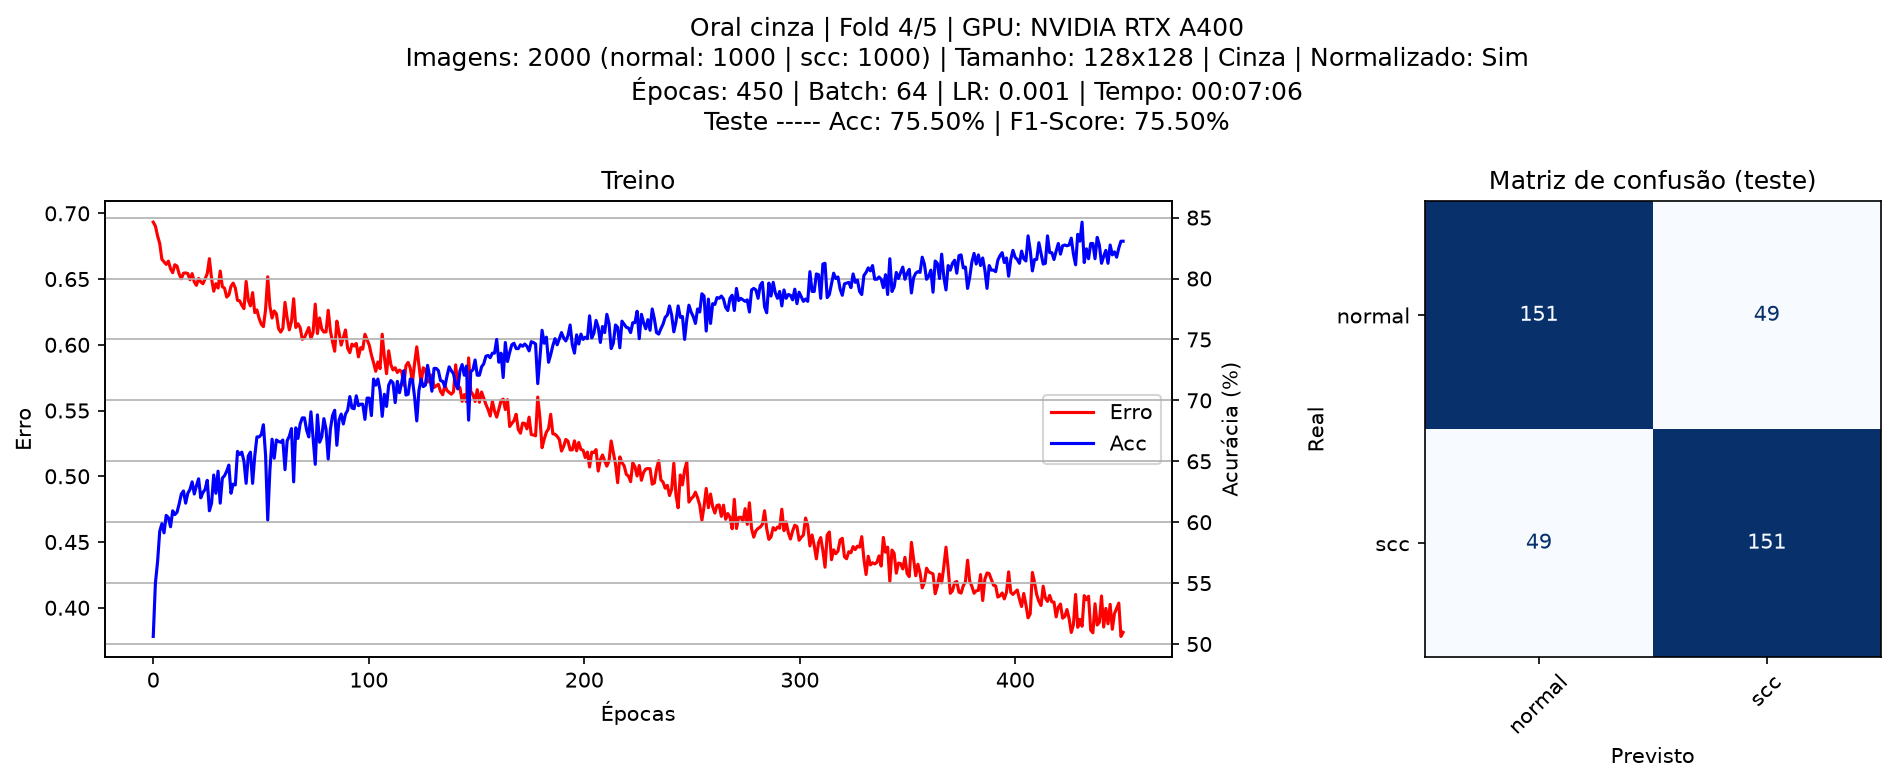 Oral cinza | Fold 4/5 | GPU: NVIDIA RTX A400
Imagens: 2000 (normal: 1000 | scc: 1000) | Tamanho: 128x128 | Cinza | Normalizado: Sim
Épocas: 450 | Batch: 64 | LR: 0.001 | Tempo: 00:07:06
Teste ----- Acc: 75.50% | F1-Score: 75.50%
Treino
0.70
0.65
0.60
0.55
0.50
0.45
0.40
Erro
0
100
200
300
400
Épocas
85
80
75
70
65
60
55
50
Acurácia (%)
Erro
Acc
Matriz de confusão (teste)
normal
151
49
scc
49
151
Real
normal
scc
Previsto